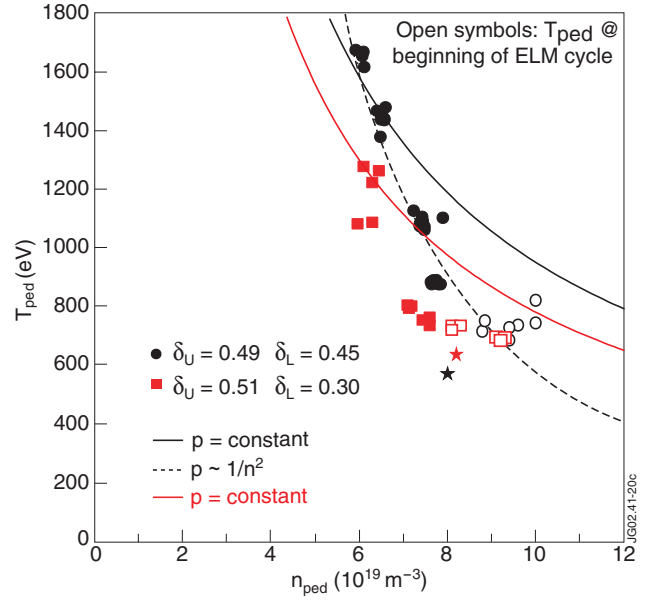 Open symbols: Tped @
beginning of ELM cycle
1800
1600
1400
1200
1000
800
600
400
200
0
Tped (eV)
δU = 0.49 δL = 0.45
δU = 0.51 δL = 0.30
p = constant
p ~ 1/n²
p = constant
0 2 4 6 8 10 12
nped (10¹⁹ m⁻³)
JG02.41-20c